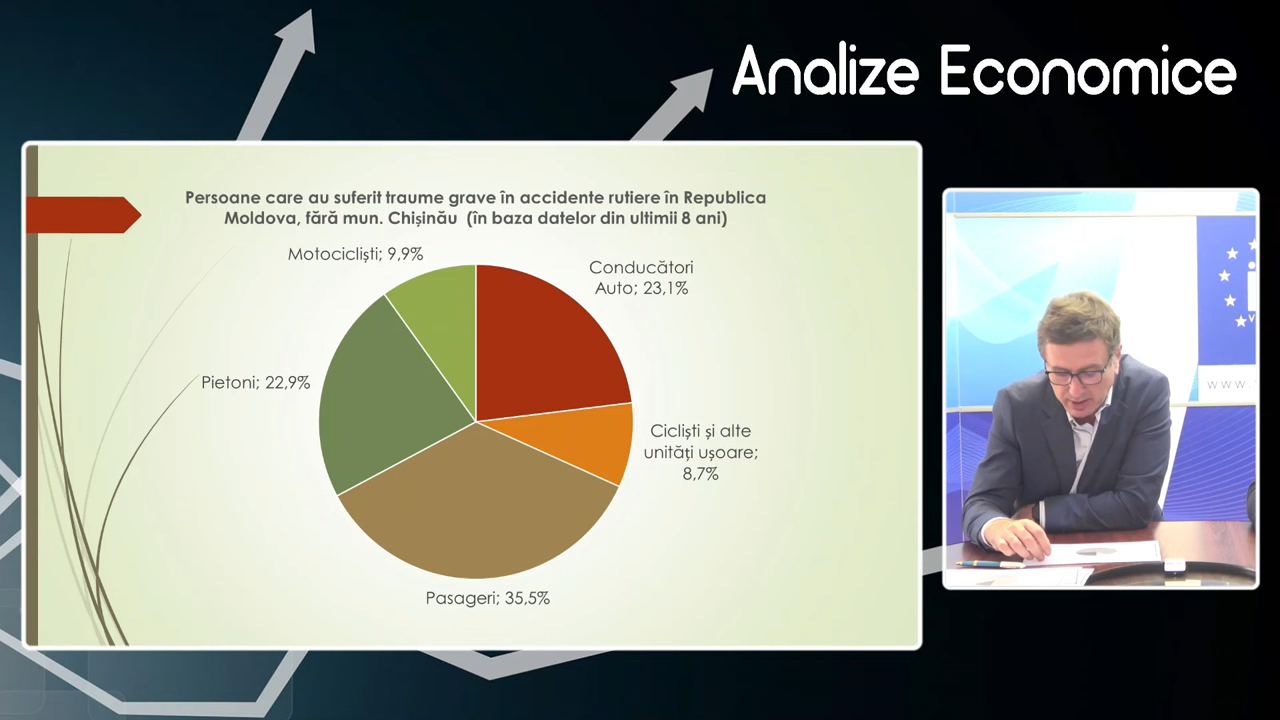 Analize Economice
Persoane care au suferit traume grave în accidente rutiere în Republica
Moldova, fără mun. Chișinău (în baza datelor din ultimii 8 ani)
Motocicliști; 9,9%
Conducători
Auto; 23,1%
Pietoni; 22,9%
Cicliști și alte
unități ușoare;
8,7%
Pasageri; 35,5%
www.